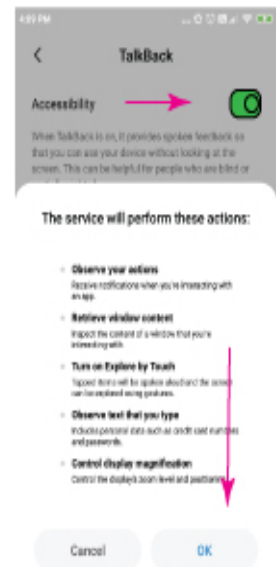 4:09 PM
TalkBack
Accessibility
When TalkBack is on, it provides spoken feedback so
that you can use your device without looking at the
screen. This can be helpful for people who are blind or
The service will perform these actions:
Observe your actions
Receive notifications when you're interacting with
an app.
Retrieve window content
Inspect the content of a window that you're
interacting with.
Turn on Explore by Touch
Tapped items will be spoken aloud and the screen
can be explored using gestures.
Observe text that you type
Includes personal data such as credit card numbers
and passwords.
Control display magnification
Control the display's zoom level and positioning.
Cancel
OK